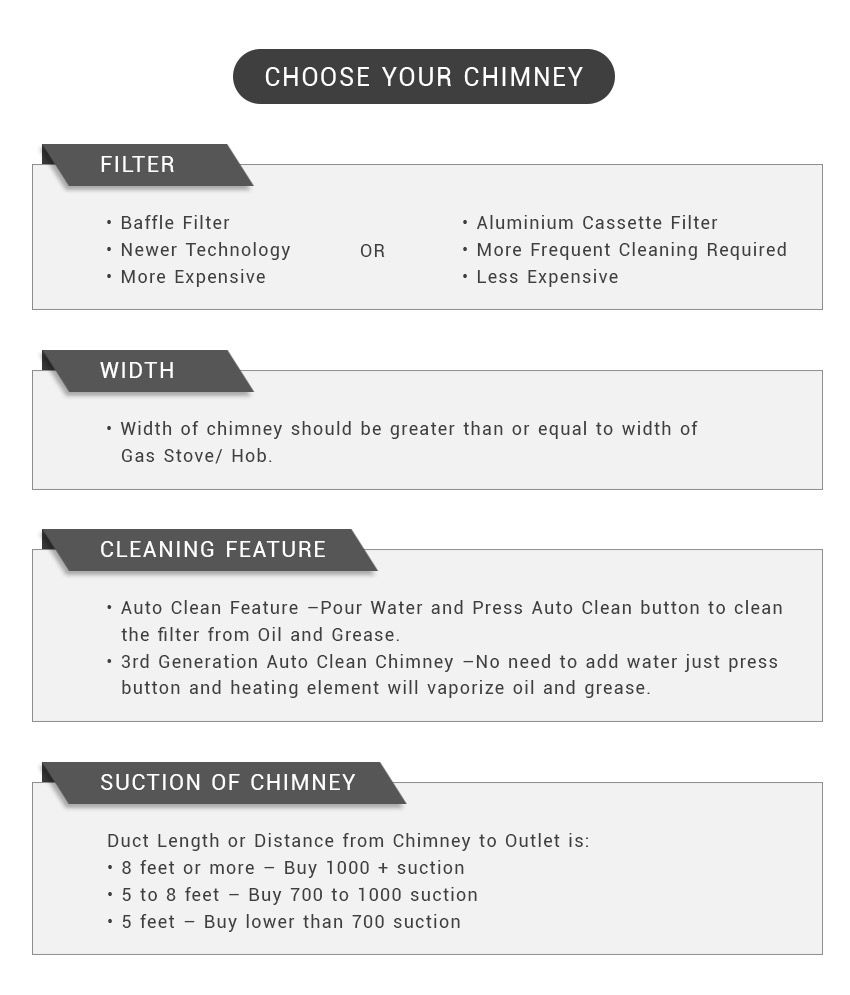 CHOOSE YOUR CHIMNEY
FILTER
• Baffle Filter
• Newer Technology
• More Expensive
OR
• Aluminium Cassette Filter
• More Frequent Cleaning Required
• Less Expensive
WIDTH
• Width of chimney should be greater than or equal to width of
Gas Stove/ Hob.
CLEANING FEATURE
• Auto Clean Feature –Pour Water and Press Auto Clean button to clean
the filter from Oil and Grease.
• 3rd Generation Auto Clean Chimney –No need to add water just press
button and heating element will vaporize oil and grease.
SUCTION OF CHIMNEY
Duct Length or Distance from Chimney to Outlet is:
• 8 feet or more – Buy 1000 + suction
• 5 to 8 feet – Buy 700 to 1000 suction
• 5 feet – Buy lower than 700 suction